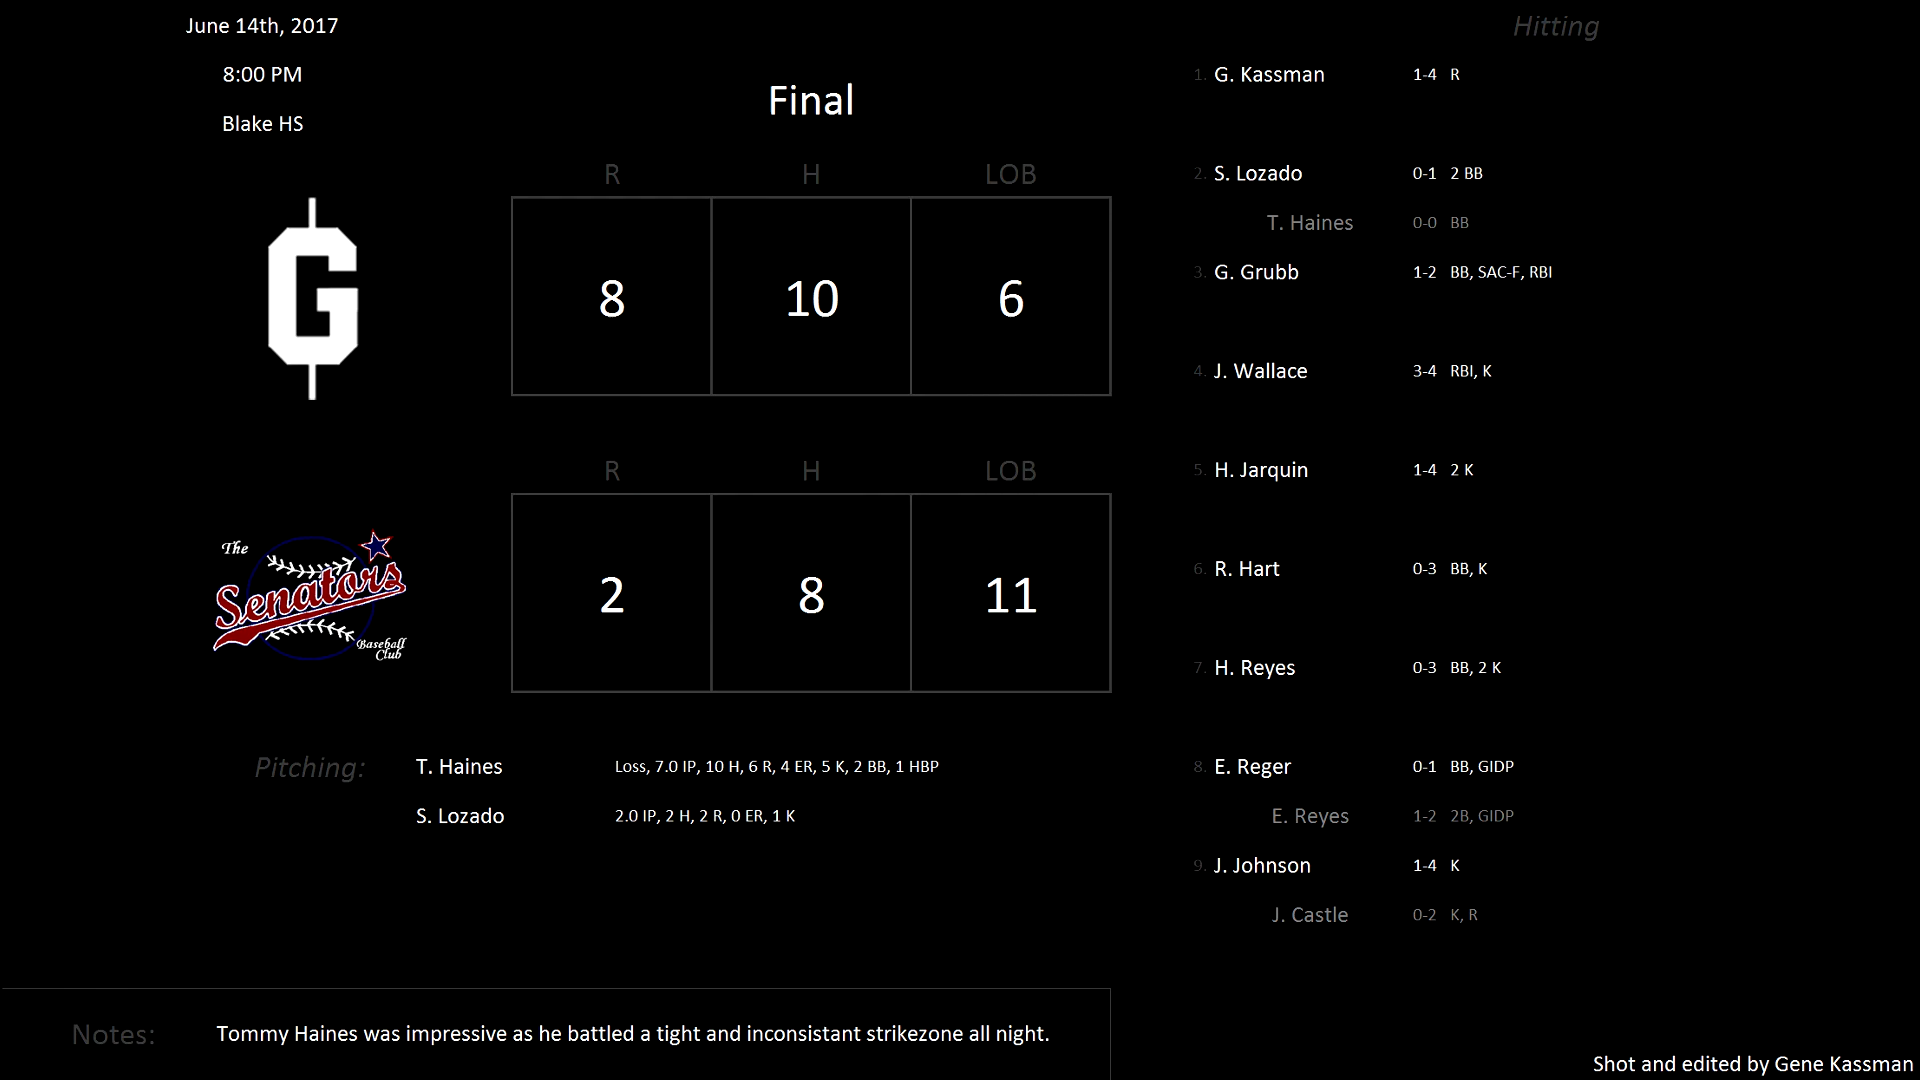 June 14th, 2017
8:00 PM
Blake HS
Final
R H LOB
G
8 10 6
R H LOB
The
Senators
Baseball
Club
2 8 11
Pitching:
T. Haines Loss, 7.0 IP, 10 H, 6 R, 4 ER, 5 K, 2 BB, 1 HBP
S. Lozado 2.0 IP, 2 H, 2 R, 0 ER, 1 K
Hitting
1. G. Kassman 1-4 R
2. S. Lozado 0-1 2 BB
T. Haines 0-0 BB
3. G. Grubb 1-2 BB, SAC-F, RBI
4. J. Wallace 3-4 RBI, K
5. H. Jarquin 1-4 2 K
6. R. Hart 0-3 BB, K
7. H. Reyes 0-3 BB, 2 K
8. E. Reger 0-1 BB, GIDP
E. Reyes 1-2 2B, GIDP
9. J. Johnson 1-4 K
J. Castle 0-2 K, R
Notes: Tommy Haines was impressive as he battled a tight and inconsistant strikezone all night.
Shot and edited by Gene Kassman